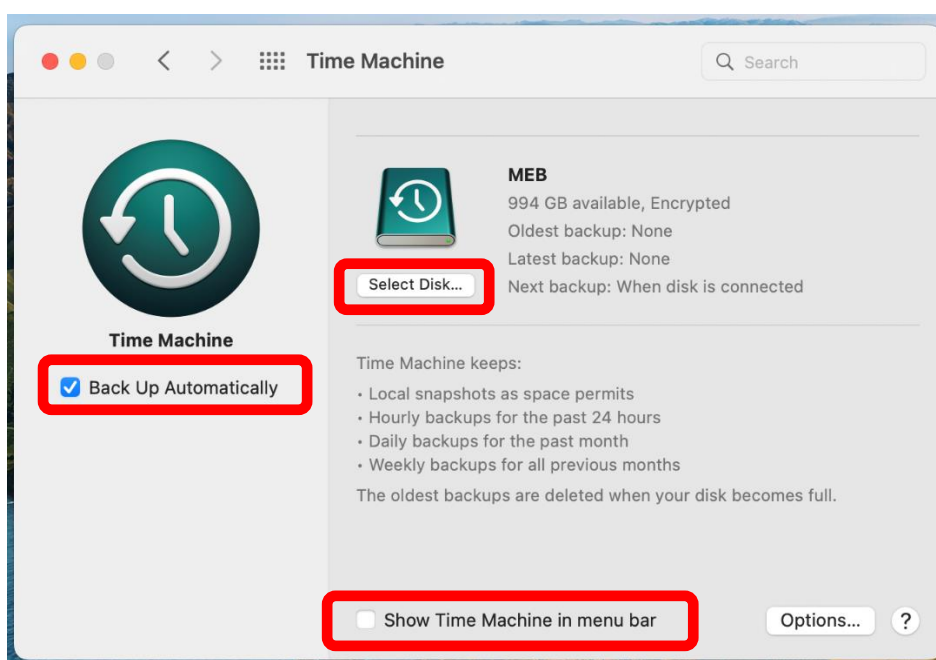 Time Machine
Search
MEB
994 GB available, Encrypted
Oldest backup: None
Latest backup: None
Select Disk...
Next backup: When disk is connected
Time Machine
Back Up Automatically
Time Machine keeps:
• Local snapshots as space permits
• Hourly backups for the past 24 hours
• Daily backups for the past month
• Weekly backups for all previous months
The oldest backups are deleted when your disk becomes full.
Show Time Machine in menu bar
Options...
?